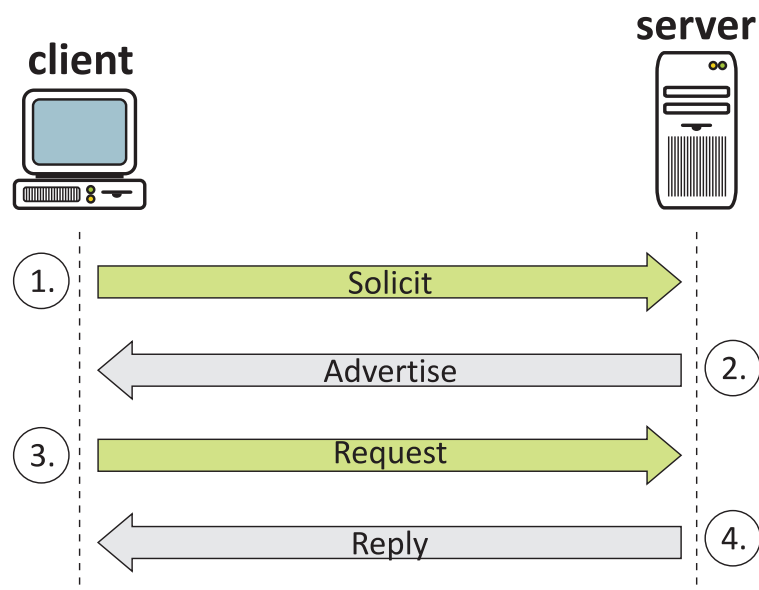 client
server
1.
Solicit
Advertise
2.
3.
Request
Reply
4.